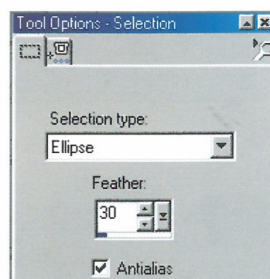 Tool Options - Selection
Selection type:
Ellipse
Feather:
30
Antialias